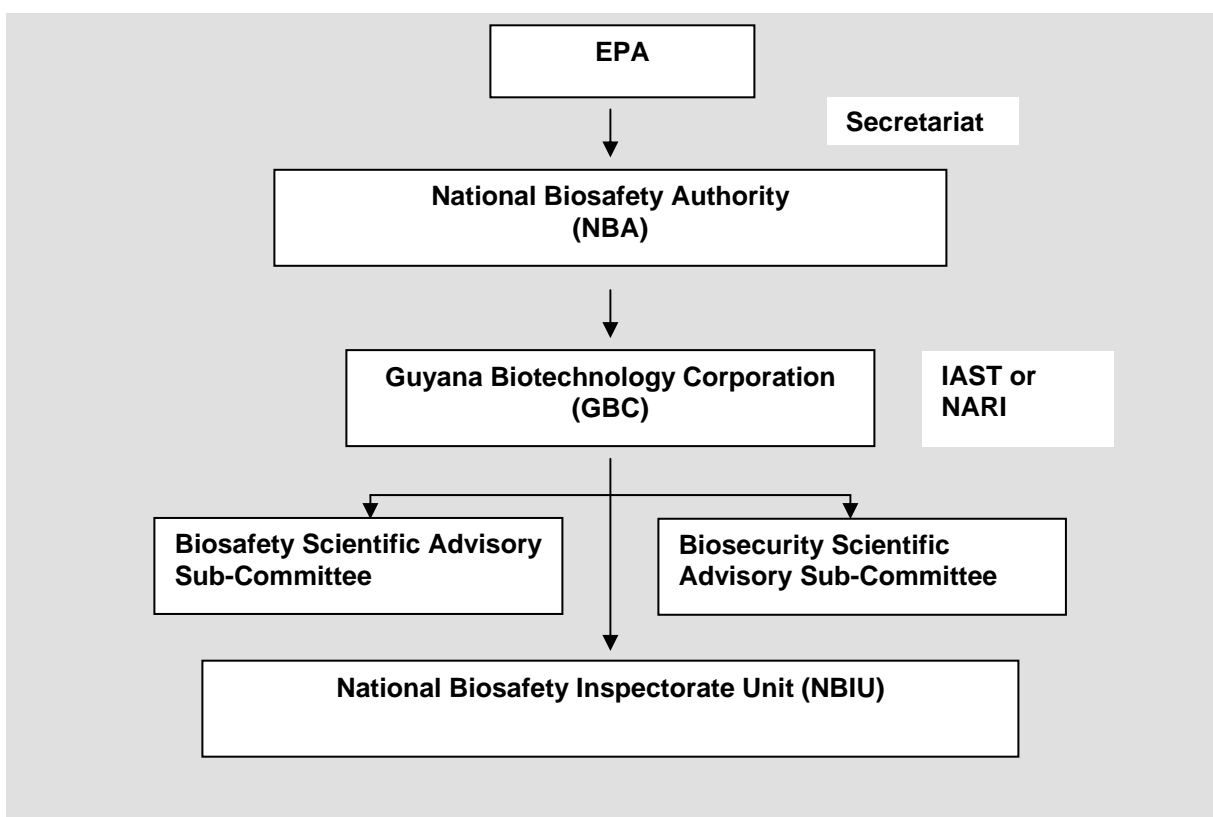 EPA
Secretariat
National Biosafety Authority
(NBA)
Guyana Biotechnology Corporation
(GBC)
IAST or
NARI
Biosafety Scientific Advisory
Sub-Committee
Biosecurity Scientific
Advisory Sub-Committee
National Biosafety Inspectorate Unit (NBIU)